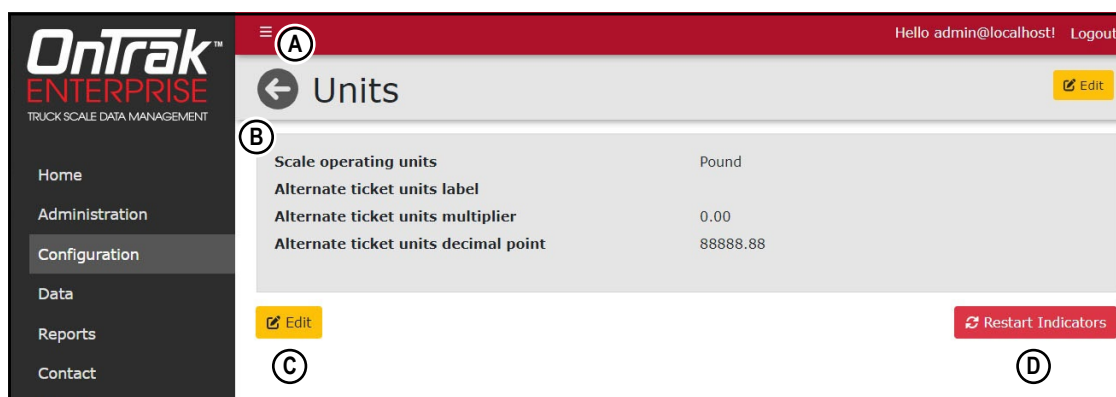 OnTrak™
ENTERPRISE
TRUCK SCALE DATA MANAGEMENT
Home
Administration
Configuration
Data
Reports
Contact
A
Hello admin@localhost! Logout
Units
Edit
B
Scale operating units Pound
Alternate ticket units label
Alternate ticket units multiplier 0.00
Alternate ticket units decimal point 88888.88
Edit
Restart Indicators
C
D